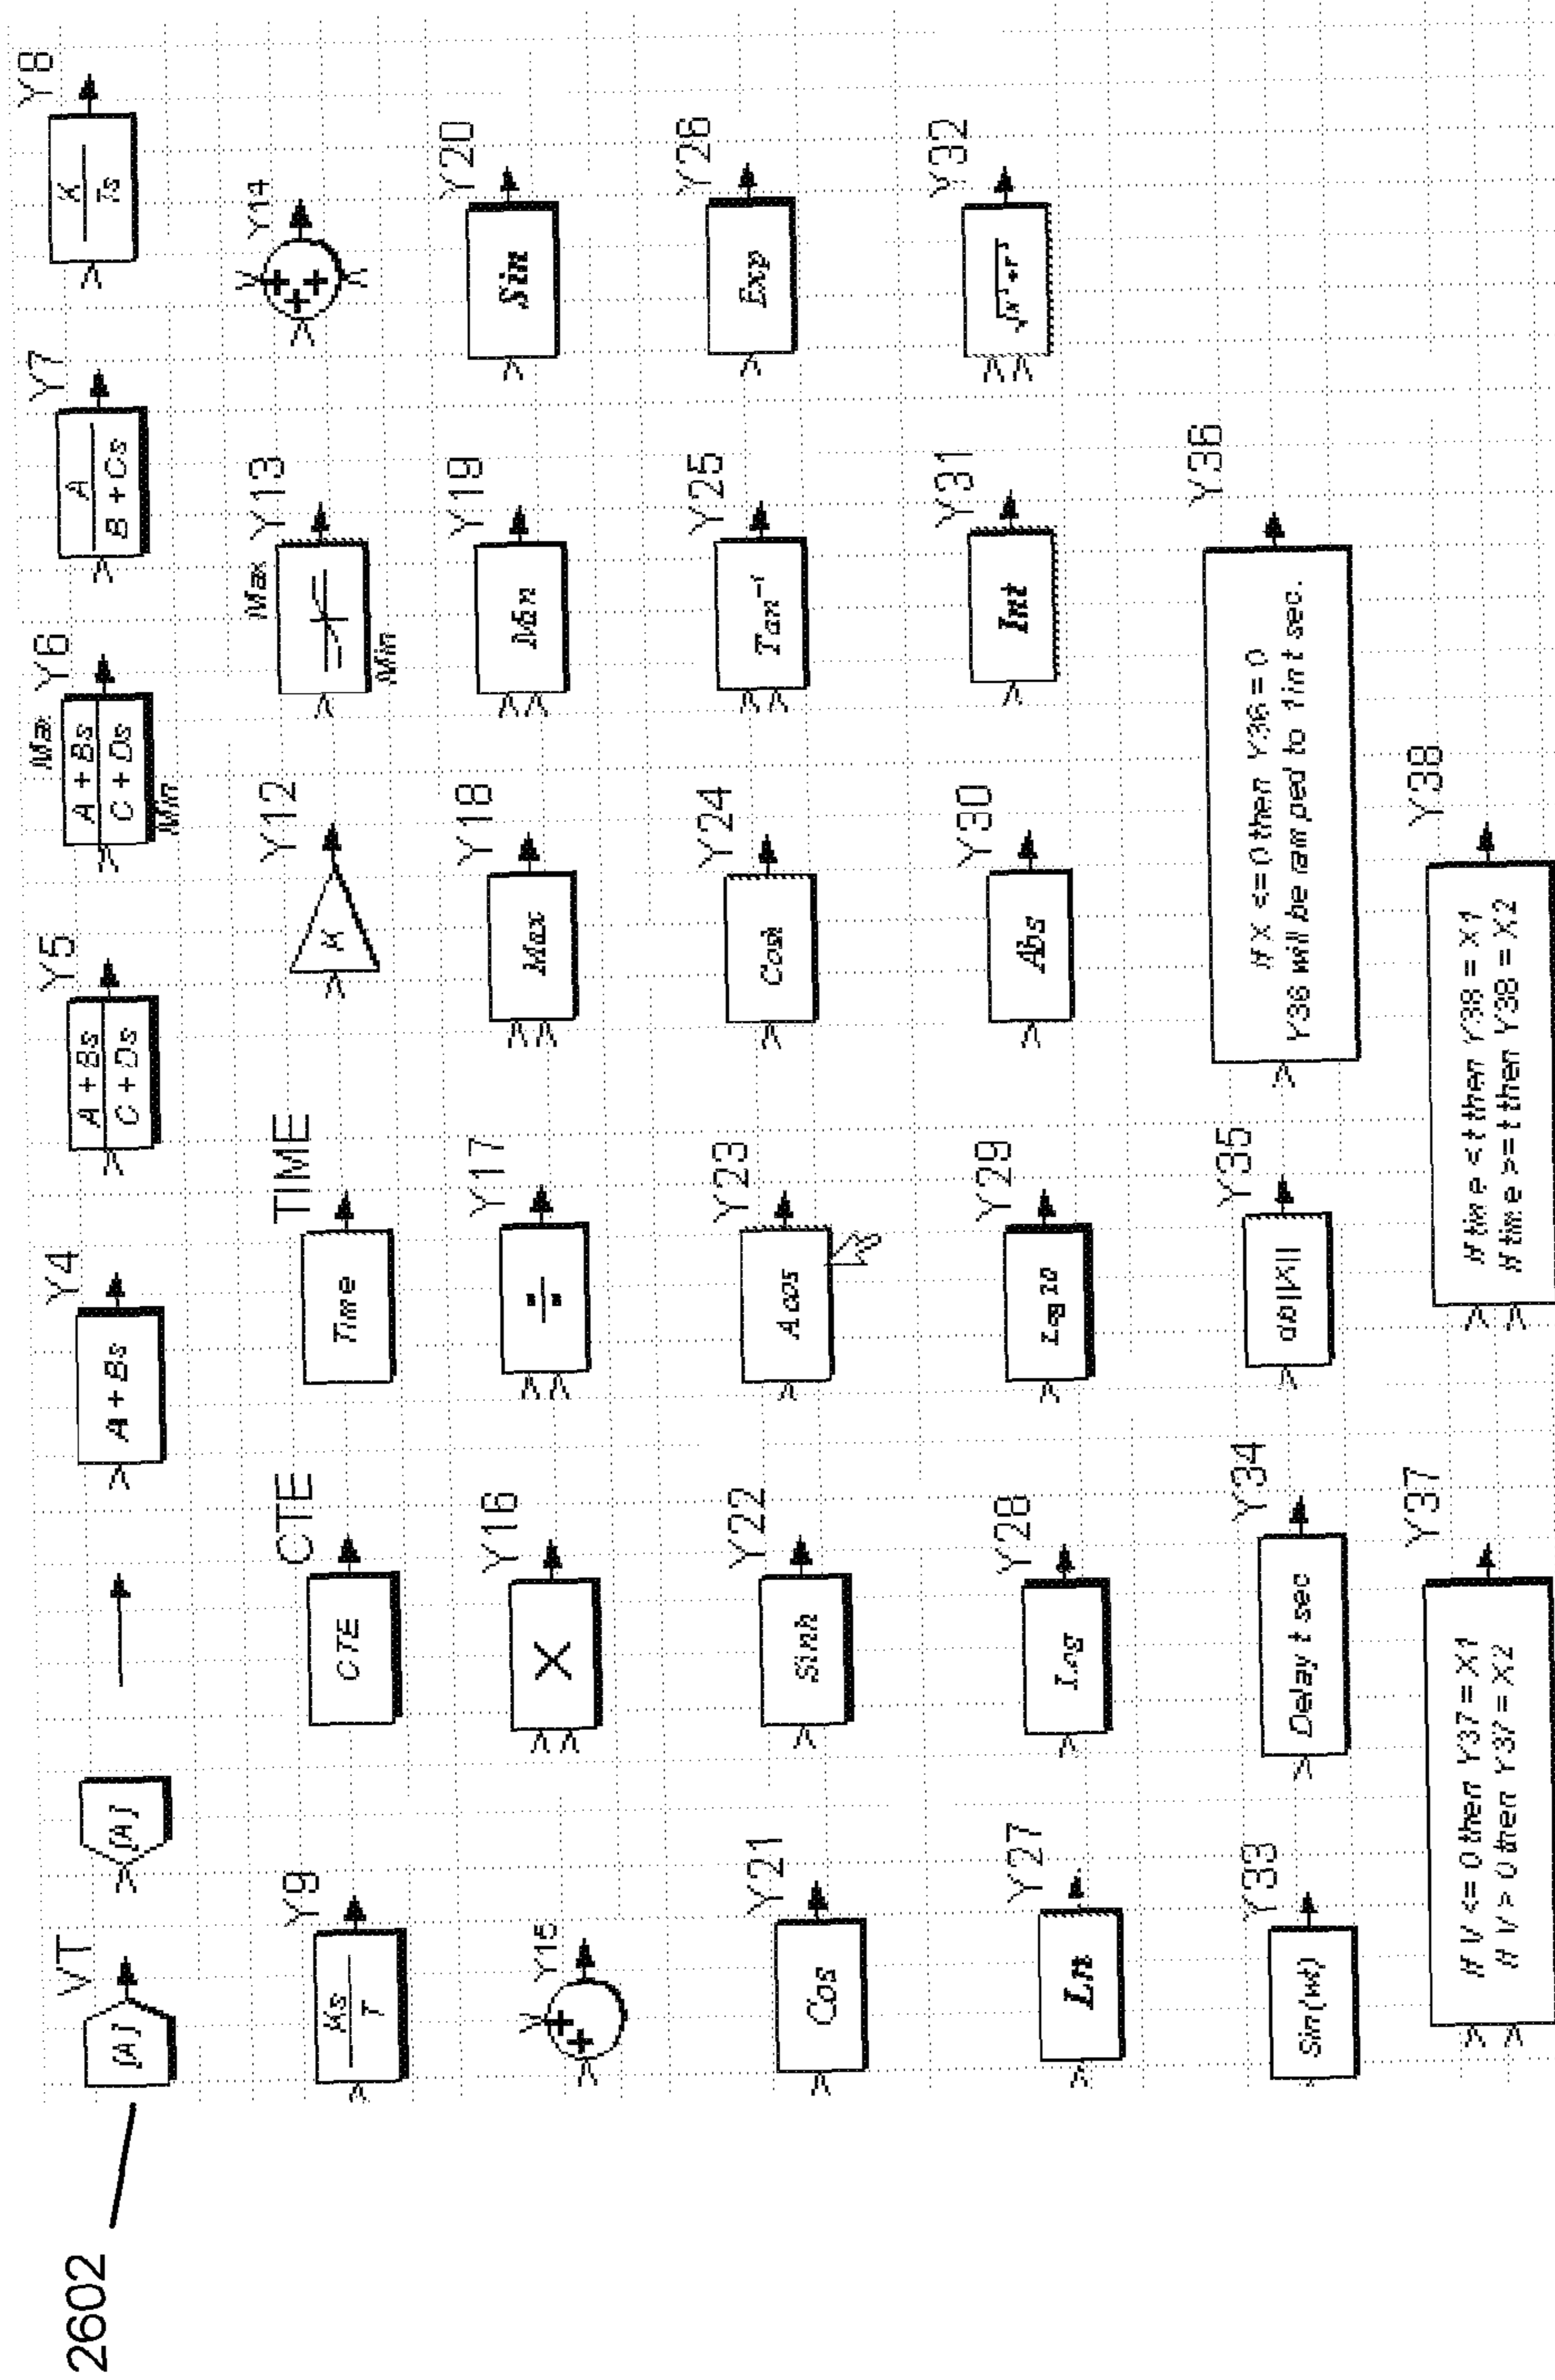 2602
VT
[A]
[A]
Y4
A + Bs
Y5
A + Bs
C + Ds
Y6
Max
A + Bs
C + Ds
Min
Y7
A
B + Cs
Y8
K
Ts
Y9
Ks
T
CTE
CTE
TIME
Time
Y12
K
Y13
Max
Min
Y14
+
+
+
Y15
+
+
Y16
X
Y17
÷
Y18
Max
Y19
Min
Y20
Sin
Y21
Cos
Y22
Sinh
Y23
Acos
Y24
Cosh
Y25
Tan⁻¹
Y26
Exp
Y27
Ln
Y28
Log
Y29
Log 10
Y30
Abs
Y31
Int
Y32
Y33
Sin(wt)
Y34
Delay t sec
Y35
Y36
If X <= 0 then Y36 = 0
Y36 will be ramped to 1 in t sec.
Y37
If V <= 0 then Y37 = X1
If V > 0 then Y37 = X2
Y38
If time < t then Y38 = X1
If time >= t then Y38 = X2